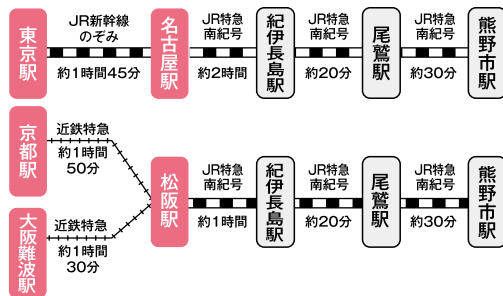 東京駅
JR新幹線
のぞみ
約1時間45分
名古屋駅
JR特急
南紀号
約2時間
紀伊長島駅
JR特急
南紀号
約20分
尾鷲駅
JR特急
南紀号
約30分
熊野市駅
京都駅
近鉄特急
約1時間
50分
大阪難波駅
近鉄特急
約1時間
30分
松阪駅
JR特急
南紀号
約1時間
紀伊長島駅
JR特急
南紀号
約20分
尾鷲駅
JR特急
南紀号
約30分
熊野市駅